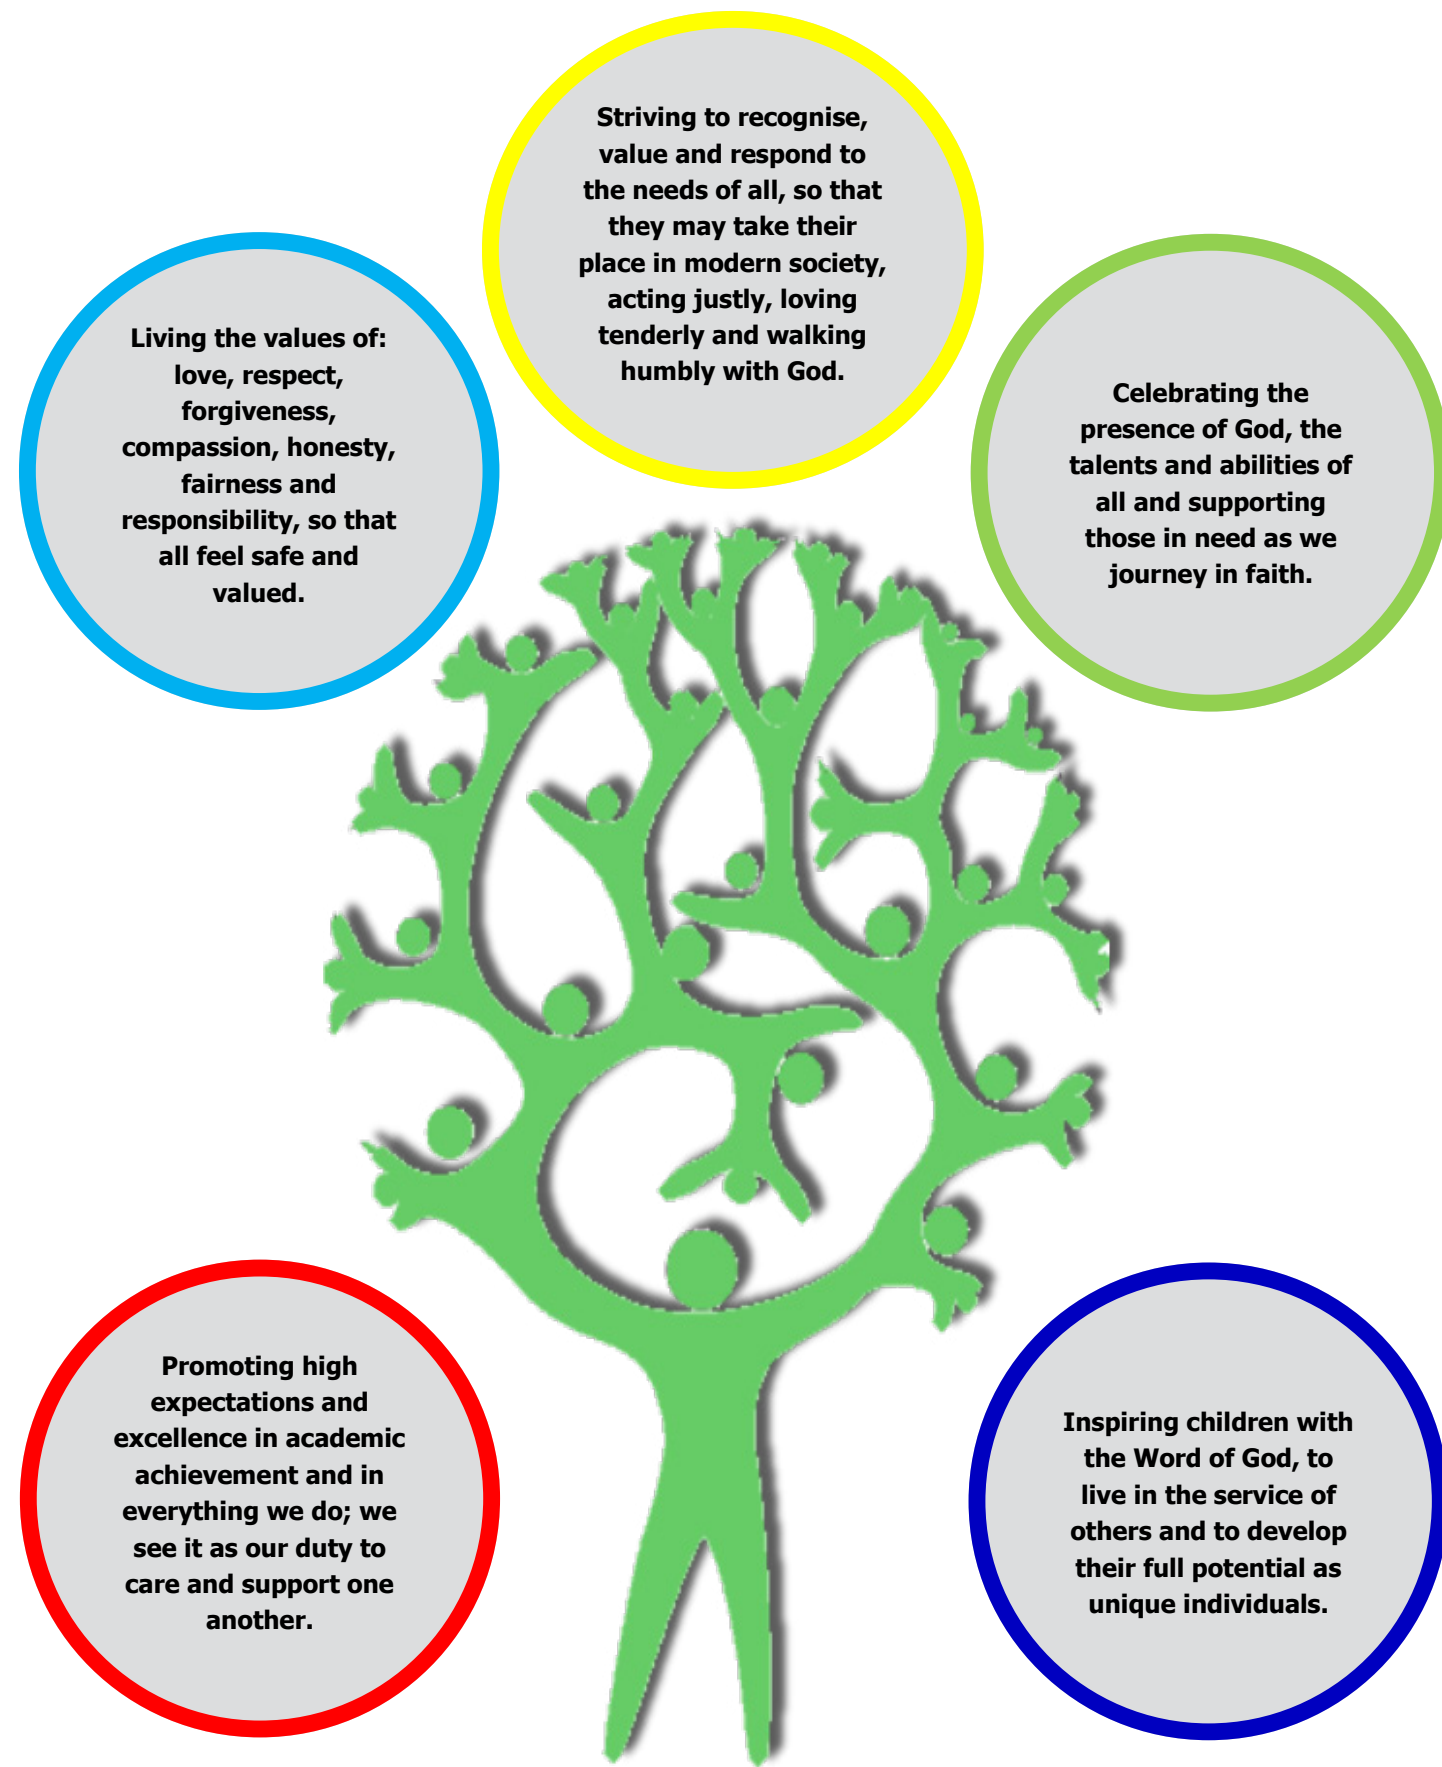 Striving to recognise,
value and respond to
the needs of all, so that
they may take their
place in modern society,
acting justly, loving
tenderly and walking
humbly with God.
Living the values of:
love, respect,
forgiveness,
compassion, honesty,
fairness and
responsibility, so that
all feel safe and
valued.
Celebrating the
presence of God, the
talents and abilities of
all and supporting
those in need as we
journey in faith.
Promoting high
expectations and
excellence in academic
achievement and in
everything we do; we
see it as our duty to
care and support one
another.
Inspiring children with
the Word of God, to
live in the service of
others and to develop
their full potential as
unique individuals.